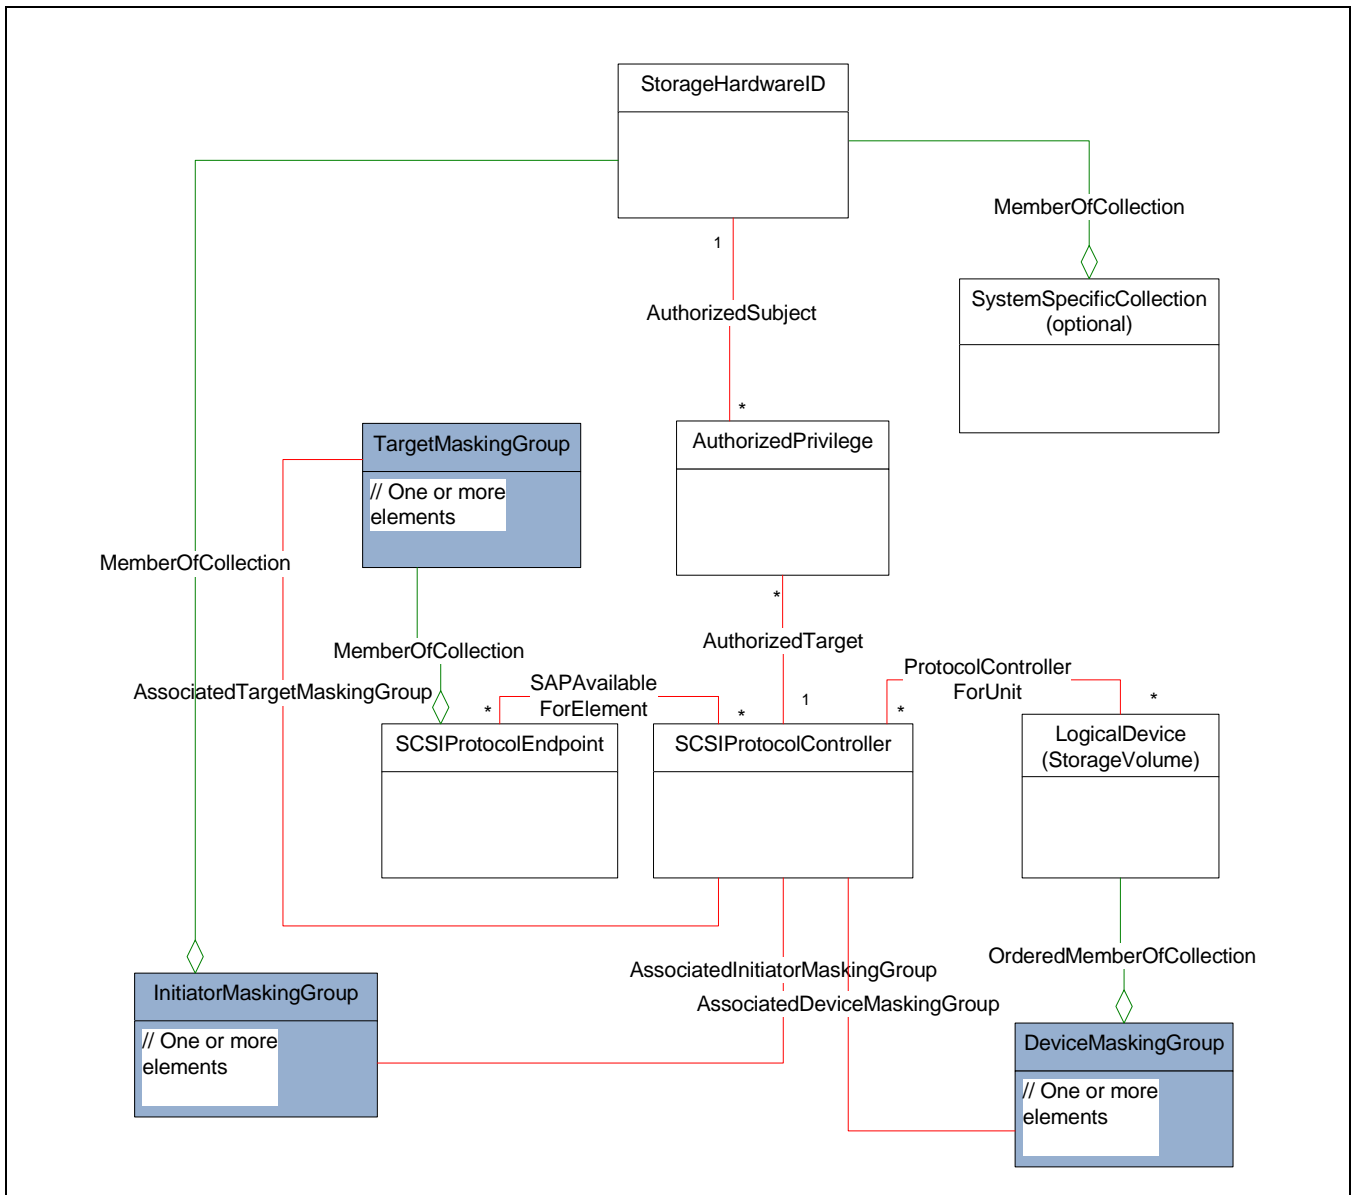 StorageHardwareID
MemberOfCollection
1
SystemSpecificCollection
(optional)
AuthorizedSubject
*
TargetMaskingGroup
// One or more
elements
AuthorizedPrivilege
MemberOfCollection
*
AuthorizedTarget
MemberOfCollection
ProtocolController
ForUnit
AssociatedTargetMaskingGroup
SAPAvailable
ForElement
*
*
1
*
*
SCSIProtocolEndpoint
SCSIProtocolController
LogicalDevice
(StorageVolume)
OrderedMemberOfCollection
AssociatedInitiatorMaskingGroup
AssociatedDeviceMaskingGroup
InitiatorMaskingGroup
// One or more
elements
DeviceMaskingGroup
// One or more
elements